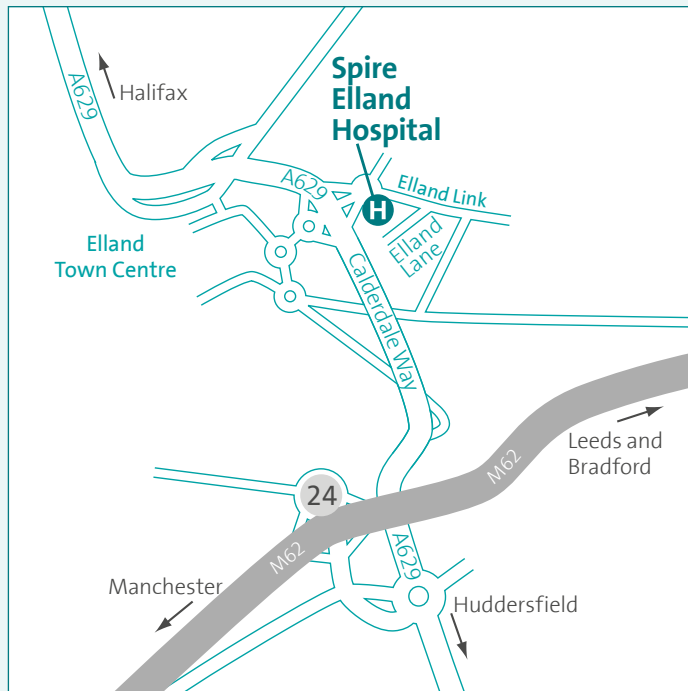 A629
Halifax
Spire
Elland
Hospital
A629
Elland Link
H
Elland
Lane
Elland
Town Centre
Calderdale Way
Leeds and
Bradford
M62
24
M62
A629
Manchester
Huddersfield